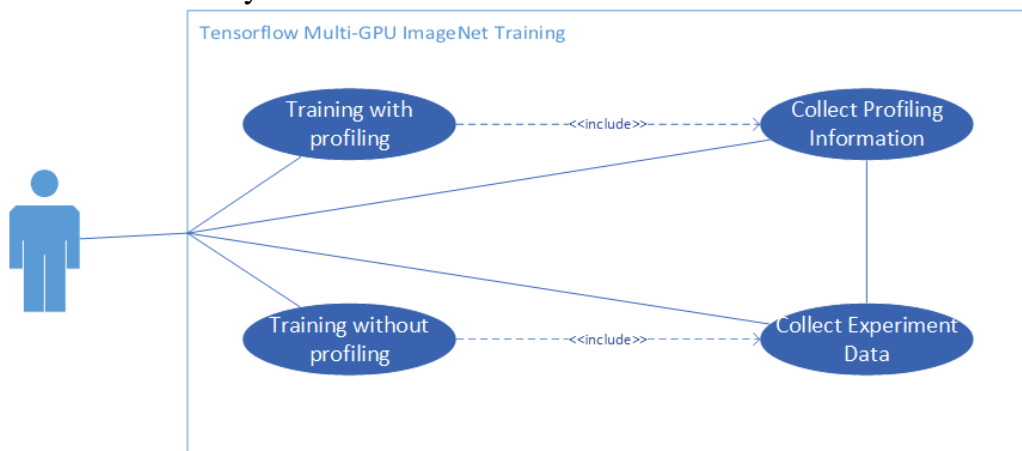 Tensorflow Multi-GPU ImageNet Training
Training with
profiling
<<include>>
Collect Profiling
Information
Training without
profiling
<<include>>
Collect Experiment
Data